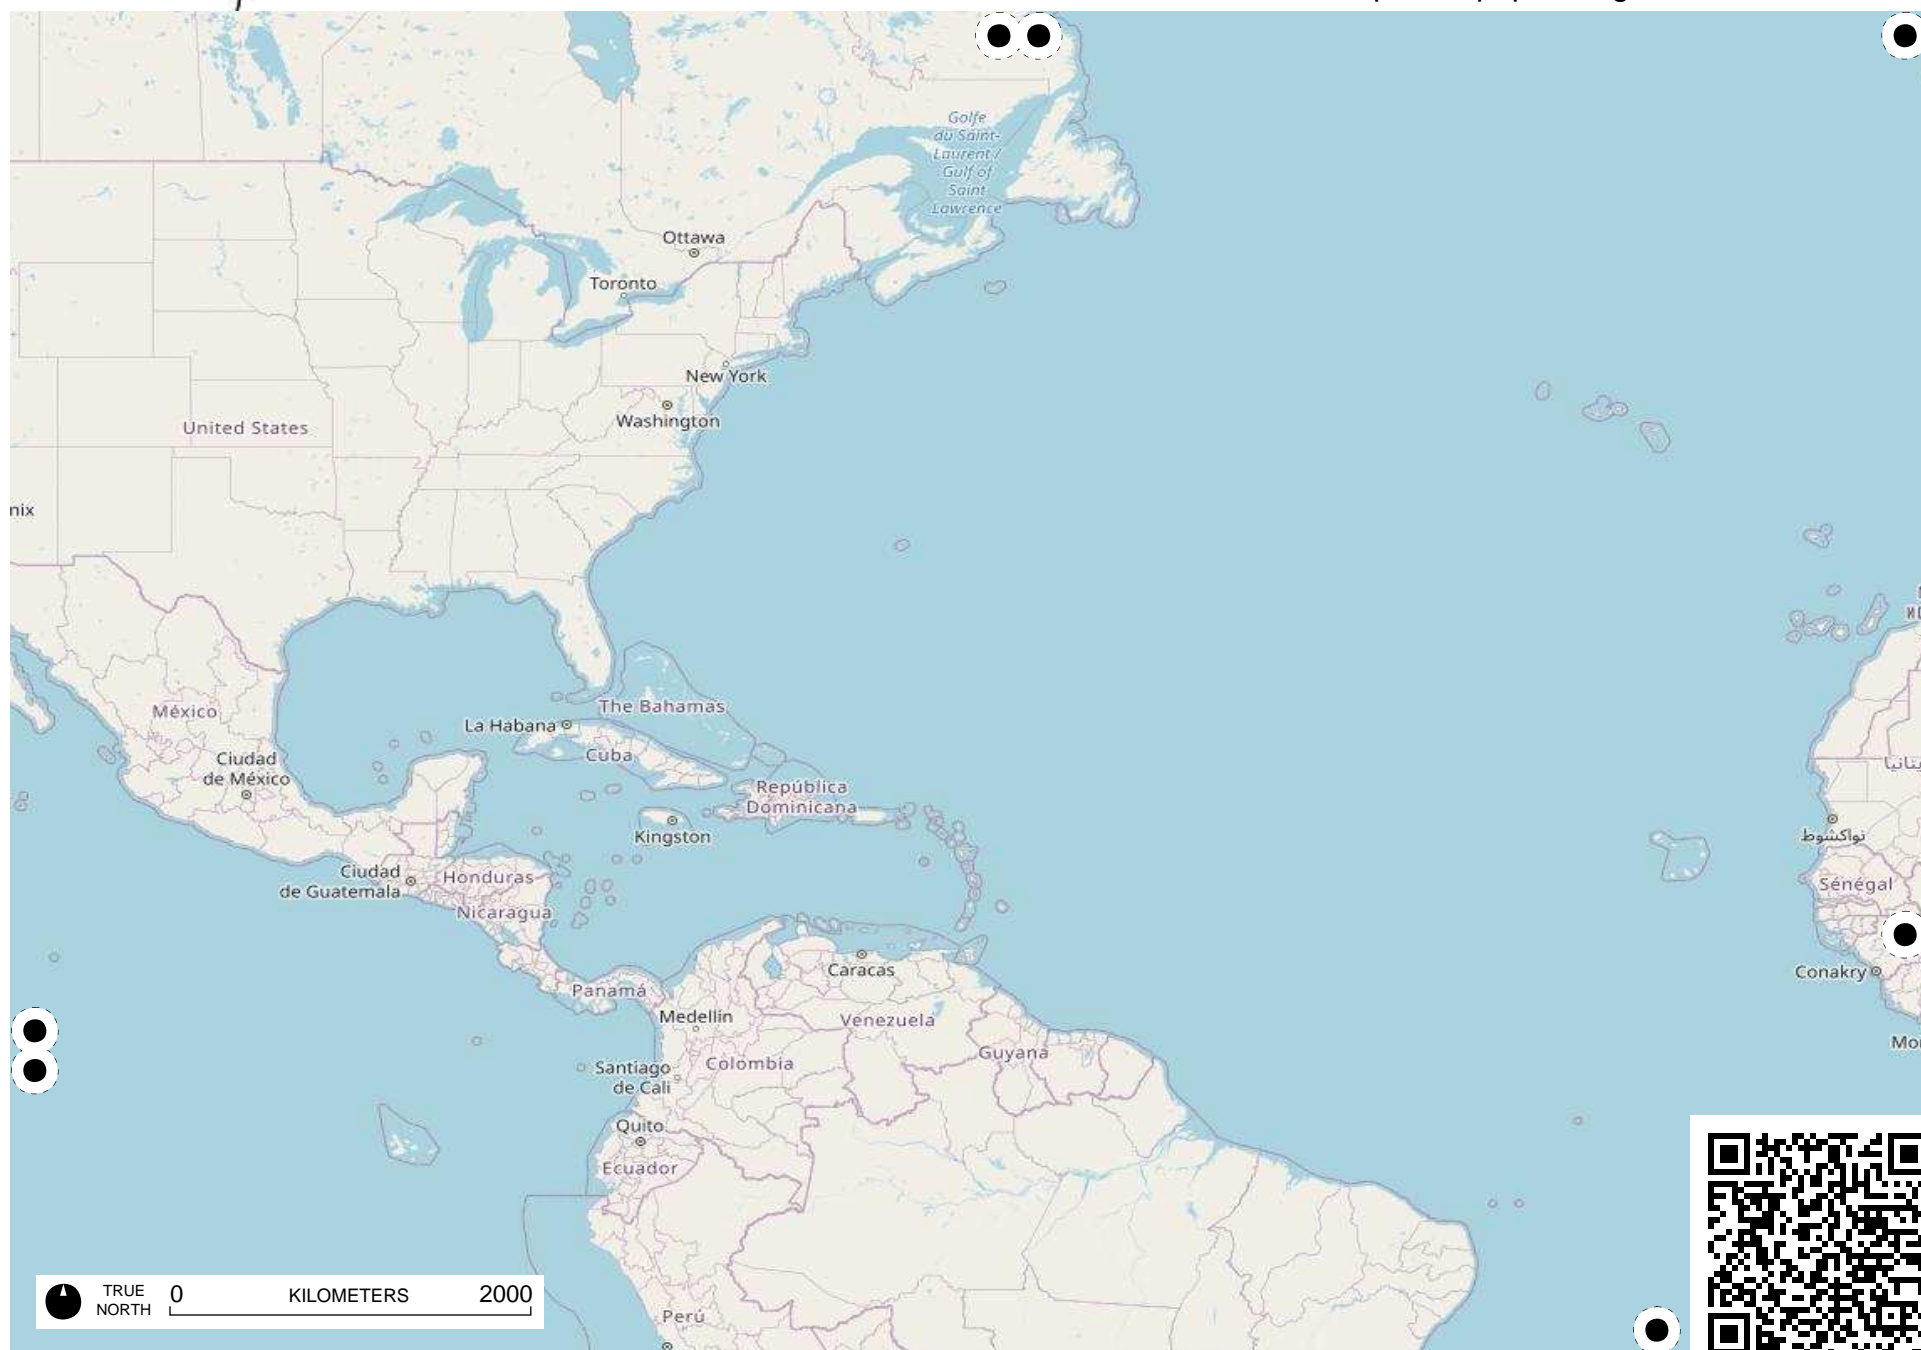 Golfe
du Saint-
Laurent /
Gulf of
Saint
Lawrence
Ottawa
Toronto
New York
Washington
United States
nix
México
Ciudad
de México
La Habana
The Bahamas
Cuba
República
Dominicana
Kingston
Ciudad
de Guatemala
Honduras
Nicaragua
نواكشوط
Sénégal
Conakry
Caracas
Panamá
Medellín
Venezuela
Guyana
Colombia
Santiago
de Cali
Quito
Ecuador
Perú
TRUE
NORTH
0 KILOMETERS 2000